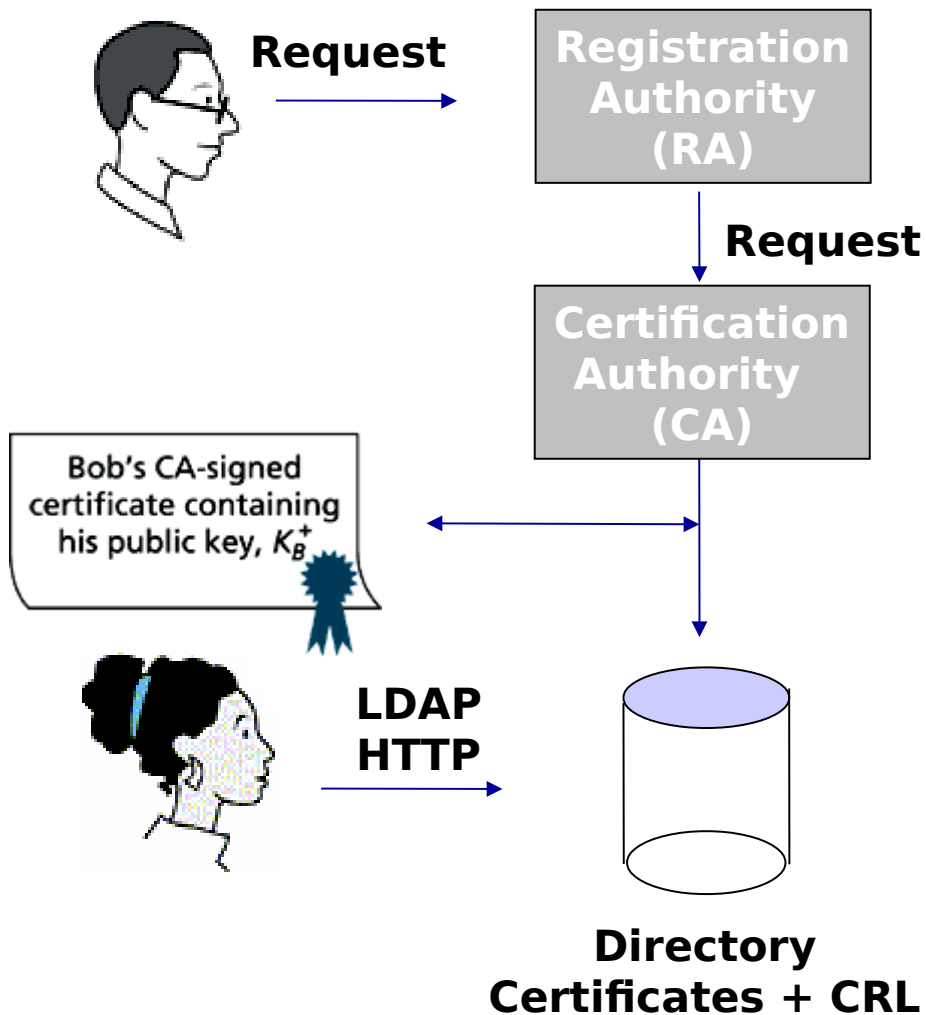 Request
Registration
Authority
(RA)
Request
Certification
Authority
(CA)
Bob's CA-signed
certificate containing
his public key, K_B^+
LDAP
HTTP
Directory
Certificates + CRL